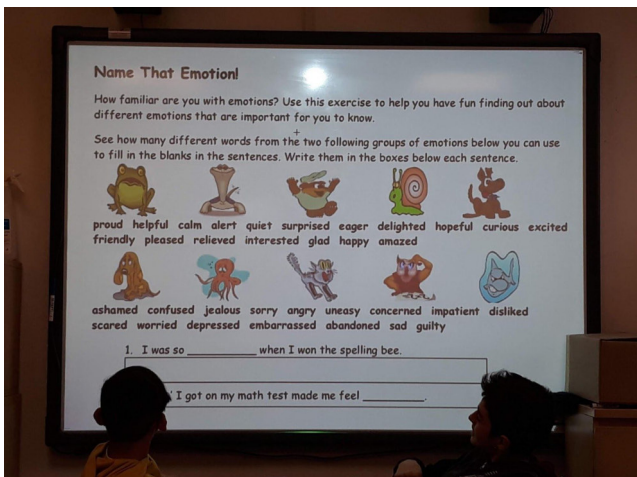 Name That Emotion!
How familiar are you with emotions? Use this exercise to help you have fun finding out about
different emotions that are important for you to know.
See how many different words from the two following groups of emotions below you can use
to fill in the blanks in the sentences. Write them in the boxes below each sentence.
proud helpful calm alert quiet surprised eager delighted hopeful curious excited
friendly pleased relieved interested glad happy amazed
ashamed confused jealous sorry angry uneasy concerned impatient disliked
scared worried depressed embarrassed abandoned sad guilty
1. I was so ____________ when I won the spelling bee.
I got on my math test made me feel ___________.